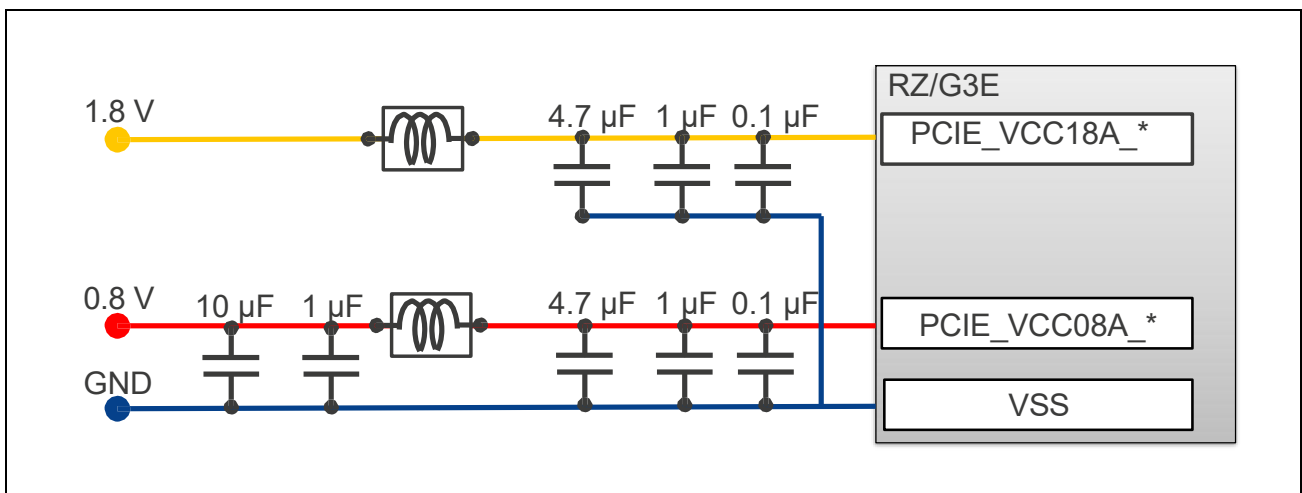 RZ/G3E
1.8 V
4.7 µF 1 µF 0.1 µF
PCIE_VCC18A_*
0.8 V
10 µF 1 µF
4.7 µF 1 µF 0.1 µF
PCIE_VCC08A_*
GND
VSS